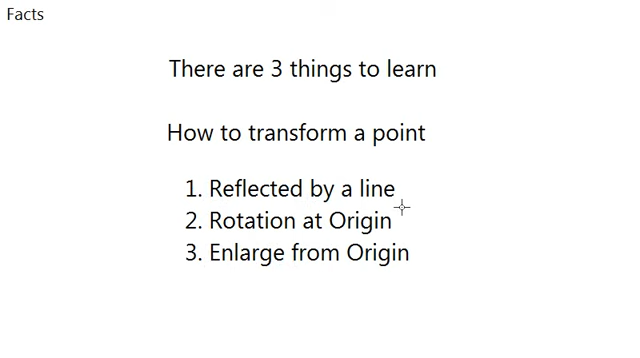 Facts
There are 3 things to learn
How to transform a point
1. Reflected by a line
2. Rotation at Origin
3. Enlarge from Origin